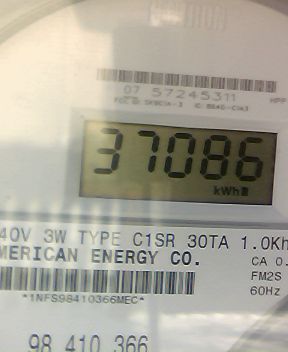 07 57245311
37086
kWh
40V 3W TYPE C1SR 30TA 1.0Kh
MERICAN ENERGY CO.
CA 0.
FM2S
60Hz
*1NFS98410366MEC*
98 410 366